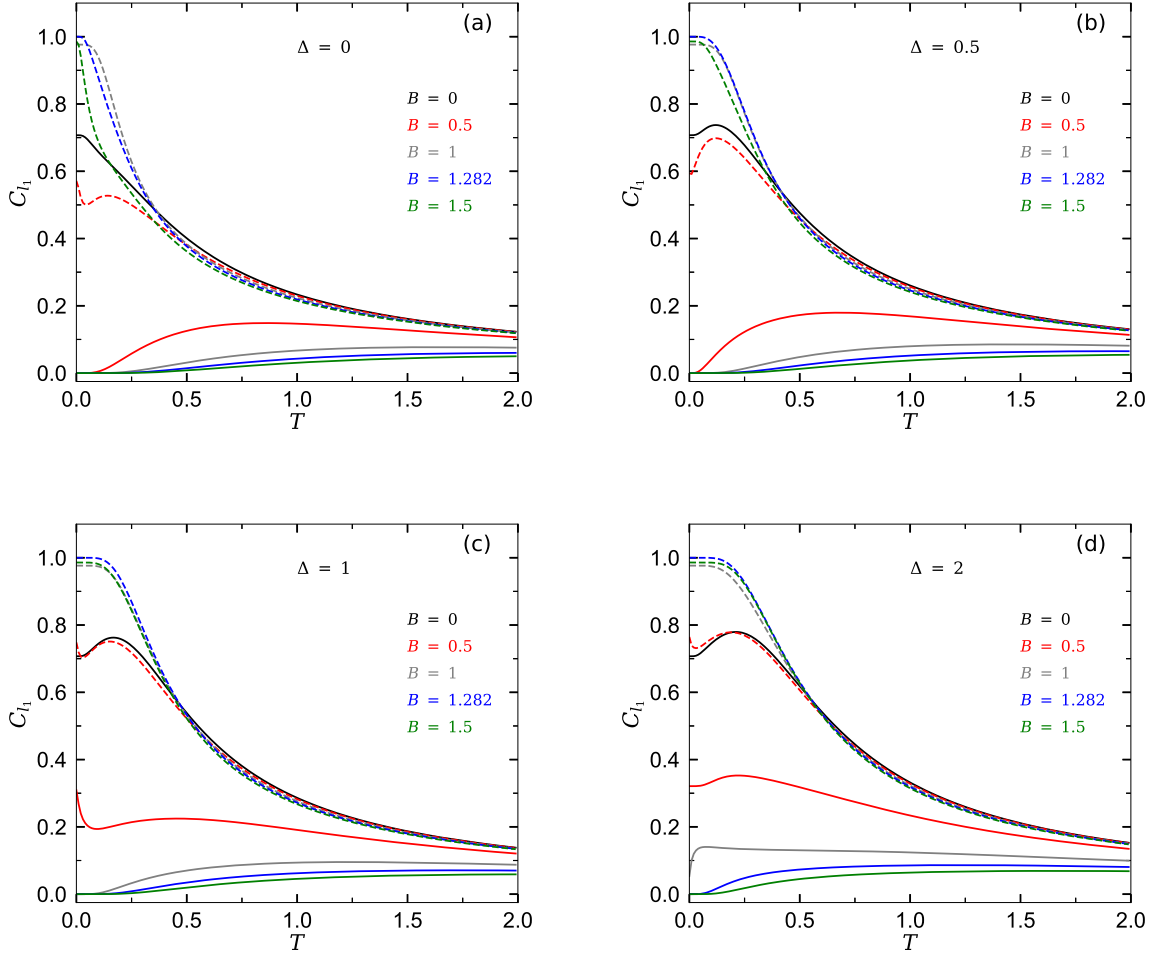 (a)
Δ = 0
B = 0
B = 0.5
B = 1
B = 1.282
B = 1.5
C_{l_1}
1.0
0.8
0.6
0.4
0.2
0.0
0.0 0.5 1.0 1.5 2.0
T
(b)
Δ = 0.5
B = 0
B = 0.5
B = 1
B = 1.282
B = 1.5
C_{l_1}
1.0
0.8
0.6
0.4
0.2
0.0
0.0 0.5 1.0 1.5 2.0
T
(c)
Δ = 1
B = 0
B = 0.5
B = 1
B = 1.282
B = 1.5
C_{l_1}
1.0
0.8
0.6
0.4
0.2
0.0
0.0 0.5 1.0 1.5 2.0
T
(d)
Δ = 2
B = 0
B = 0.5
B = 1
B = 1.282
B = 1.5
C_{l_1}
1.0
0.8
0.6
0.4
0.2
0.0
0.0 0.5 1.0 1.5 2.0
T